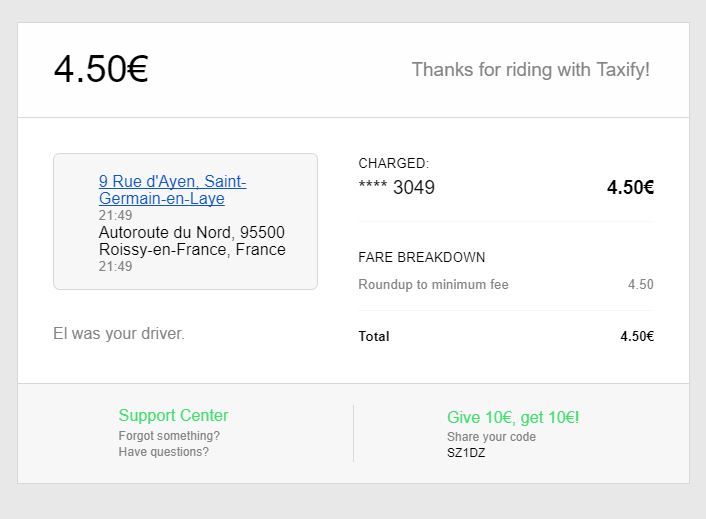 4.50€
Thanks for riding with Taxify!
9 Rue d'Ayen, Saint-
Germain-en-Laye
21:49
Autoroute du Nord, 95500
Roissy-en-France, France
21:49
El was your driver.
CHARGED:
**** 3049 4.50€
FARE BREAKDOWN
Roundup to minimum fee 4.50
Total 4.50€
Support Center
Forgot something?
Have questions?
Give 10€, get 10€!
Share your code
SZ1DZ